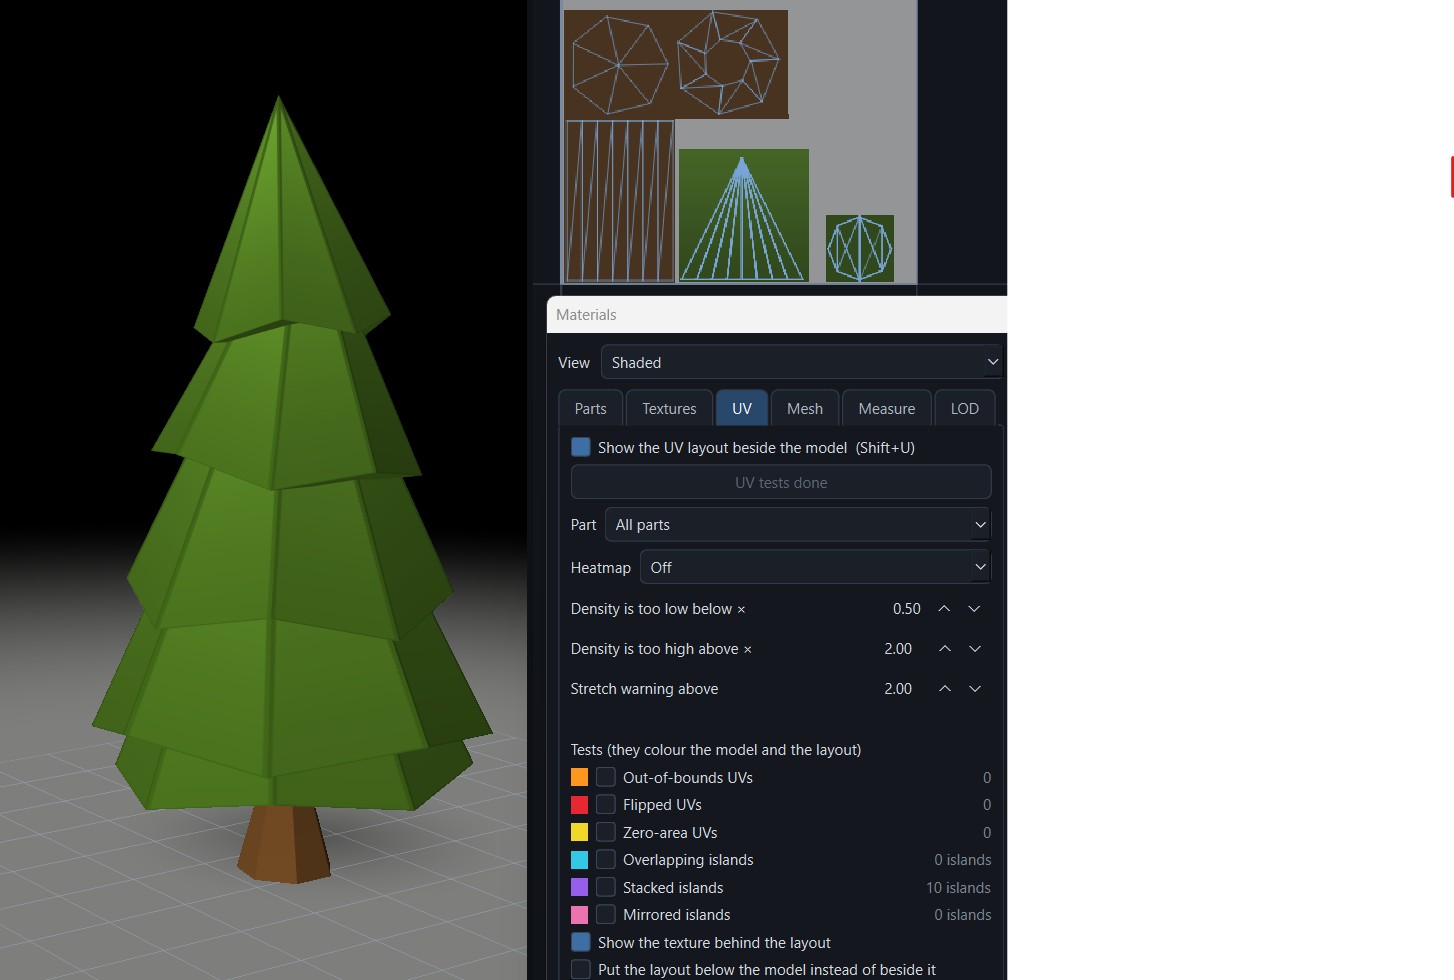 Materials
View Shaded
Parts Textures UV Mesh Measure LOD
Show the UV layout beside the model (Shift+U)
UV tests done
Part All parts
Heatmap Off
Density is too low below × 0.50
Density is too high above × 2.00
Stretch warning above 2.00
Tests (they colour the model and the layout)
Out-of-bounds UVs 0
Flipped UVs 0
Zero-area UVs 0
Overlapping islands 0 islands
Stacked islands 10 islands
Mirrored islands 0 islands
Show the texture behind the layout
Put the layout below the model instead of beside it